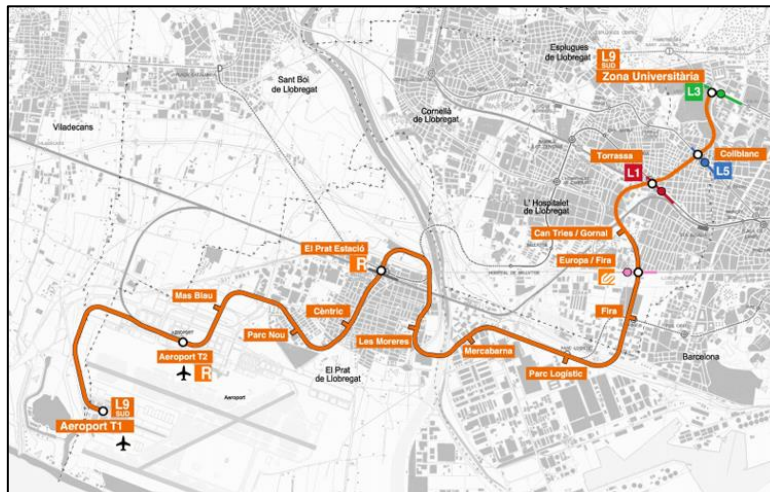 Esplugues
de Llobregat
L9
SUD
Zona Universitària
L3
Sant Boi
de Llobregat
Cornellà
de Llobregat
Viladecans
Torrassa
Collblanc
L1
L5
L' Hospitalet
de Llobregat
Can Tries / Gornal
El Prat Estació
R
Europa / Fira
Mas Blau
Cèntric
Fira
Parc Nou
Les Moreres
Mercabarna
Aeroport T2
R
El Prat
de Llobregat
Parc Logístic
Barcelona
Aeroport
L9
SUD
Aeroport T1